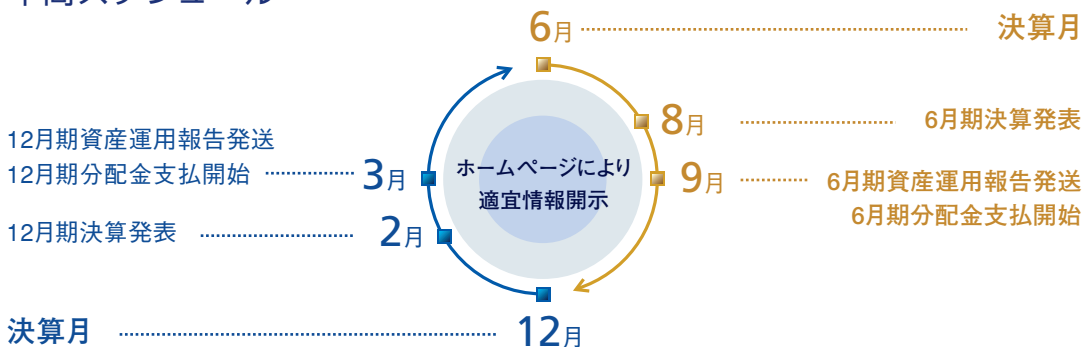 6月 決算月
8月 6月期決算発表
9月 6月期資産運用報告発送
6月期分配金支払開始
12月期資産運用報告発送
12月期分配金支払開始 3月
12月期決算発表 2月
決算月 12月
ホームページにより
適宜情報開示